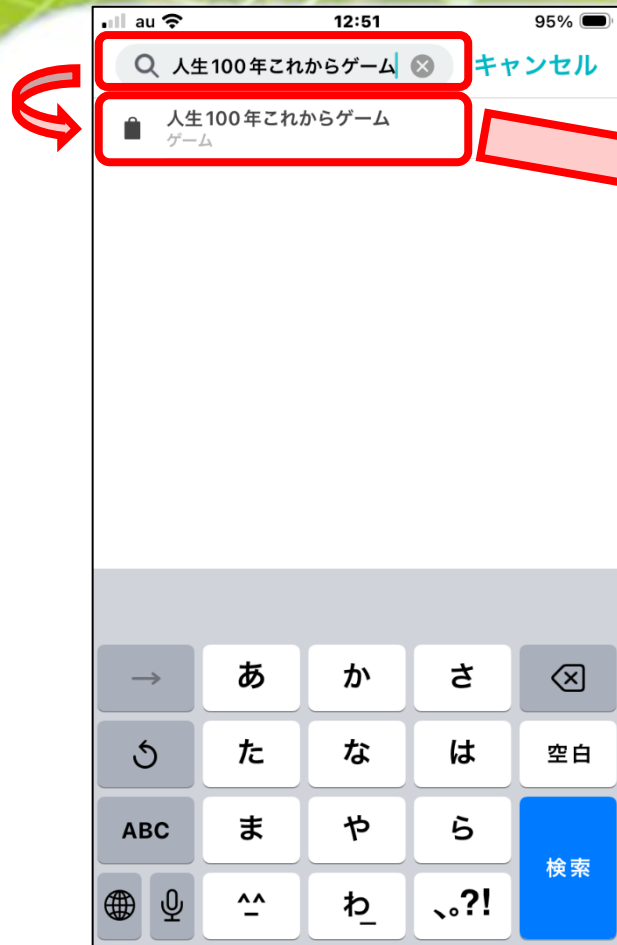 au 12:51 95%
人生100年これからゲーム キャンセル
人生100年これからゲーム
ゲーム
→ あ か さ
た な は 空白
ABC ま や ら 検索
^^ わ_ 、。?!